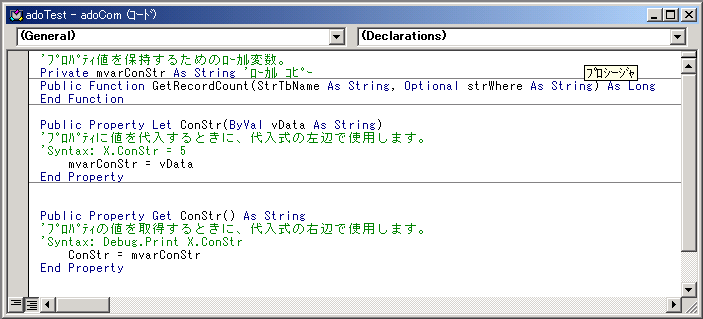 adoTest - adoCom (ｺｰﾄﾞ)
(General) (Declarations)
'ﾌﾟﾛﾊﾟﾃｨ値を保持するためのﾛｰｶﾙ変数。
Private mvarConStr As String 'ﾛｰｶﾙ ｺﾋﾟｰ
ﾌﾟﾛｼｰｼﾞｬ
Public Function GetRecordCount(StrTbName As String, Optional strWhere As String) As Long
End Function
Public Property Let ConStr(ByVal vData As String)
'ﾌﾟﾛﾊﾟﾃｨに値を代入するときに、代入式の左辺で使用します。
'Syntax: X.ConStr = 5
mvarConStr = vData
End Property
Public Property Get ConStr() As String
'ﾌﾟﾛﾊﾟﾃｨの値を取得するときに、代入式の右辺で使用します。
'Syntax: Debug.Print X.ConStr
ConStr = mvarConStr
End Property